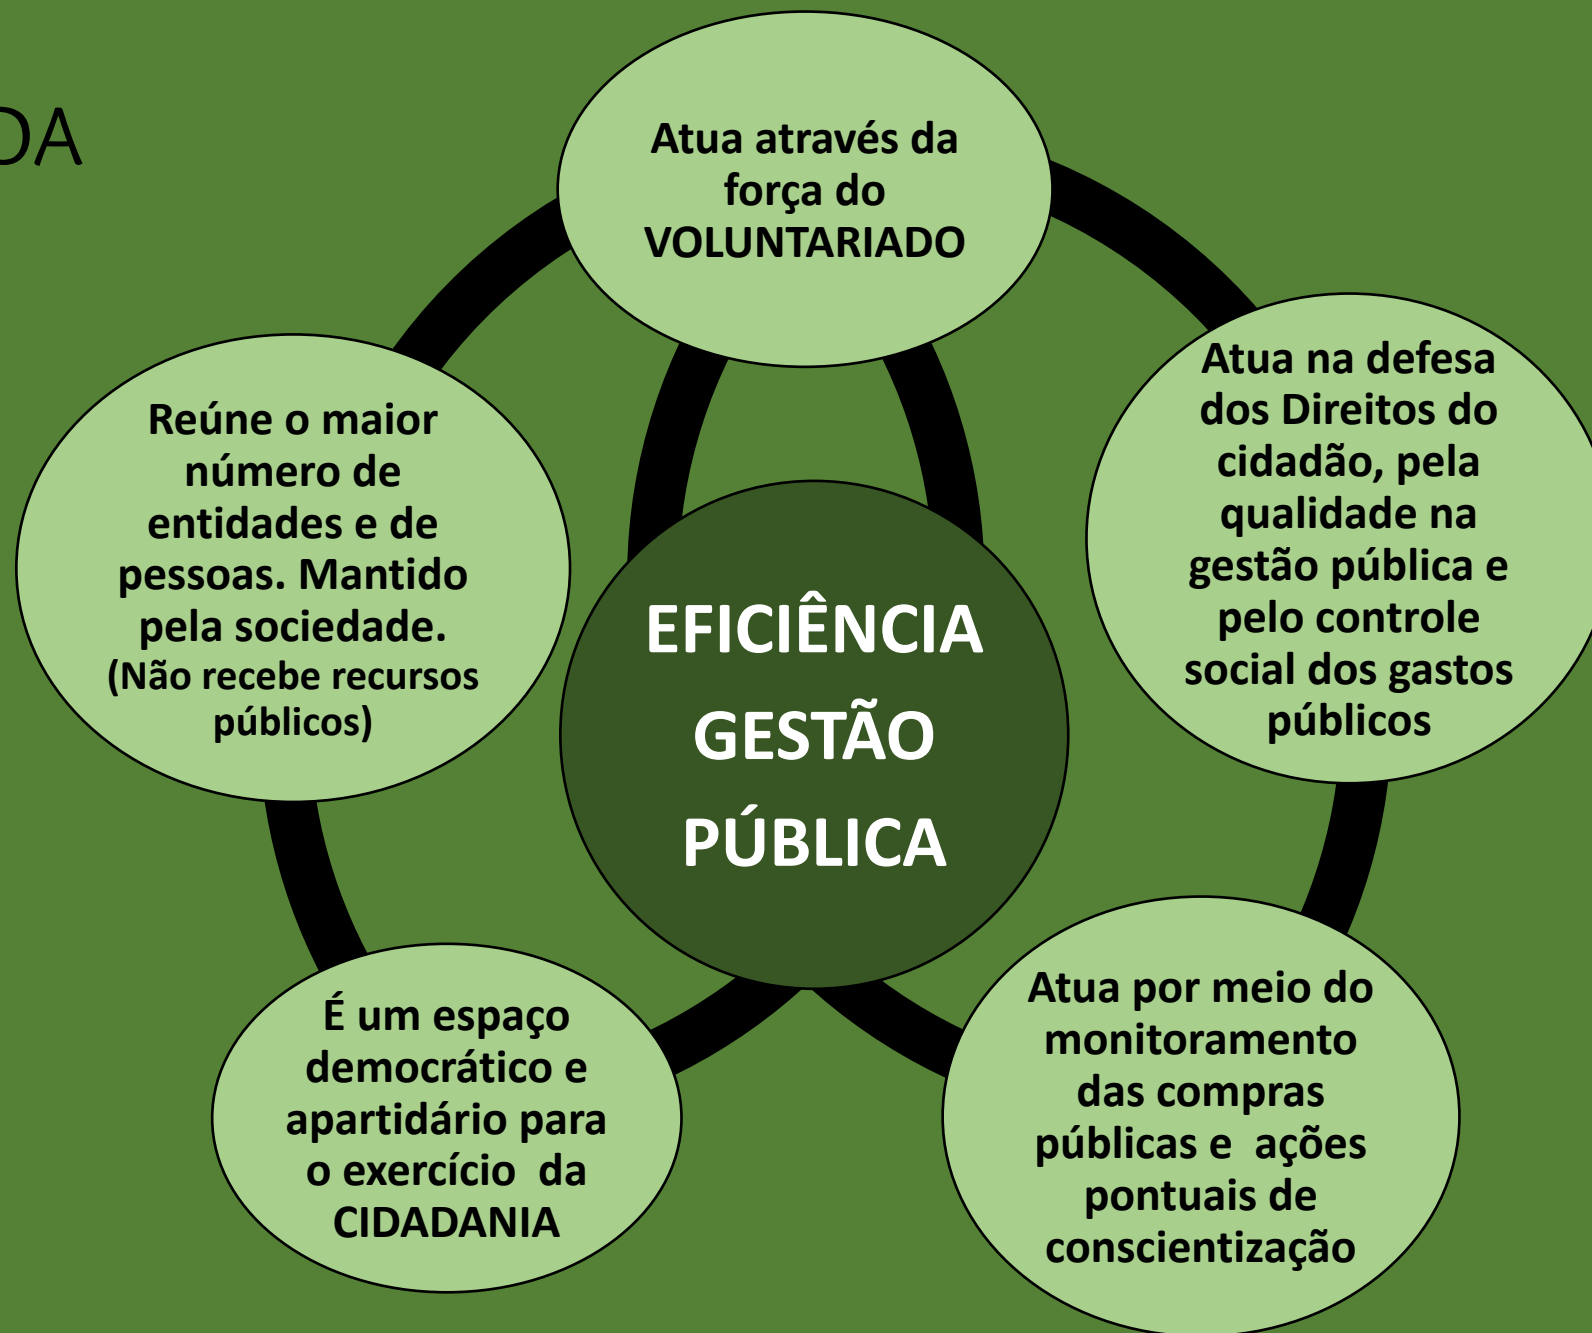 DA
Atua através da
força do
VOLUNTARIADO
Atua na defesa
dos Direitos do
cidadão, pela
qualidade na
gestão pública e
pelo controle
social dos gastos
públicos
Reúne o maior
número de
entidades e de
pessoas. Mantido
pela sociedade.
(Não recebe recursos
públicos)
EFICIÊNCIA
GESTÃO
PÚBLICA
Atua por meio do
monitoramento
das compras
públicas e ações
pontuais de
conscientização
É um espaço
democrático e
apartidário para
o exercício da
CIDADANIA